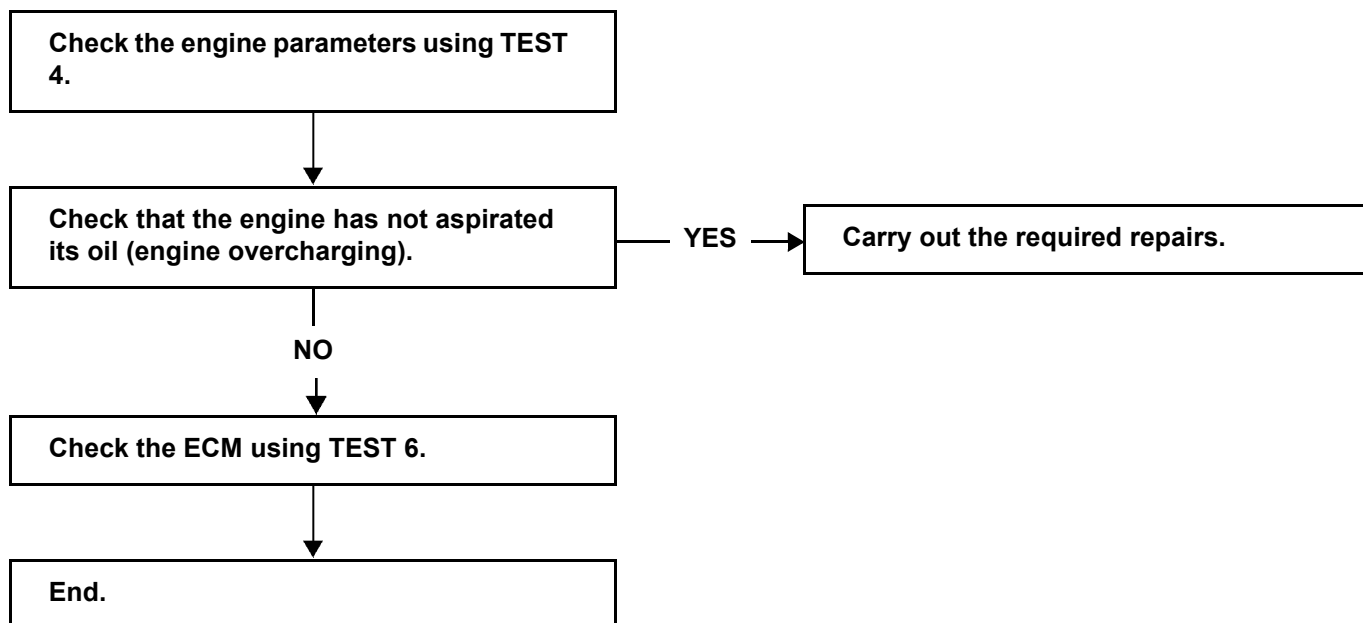 Check the engine parameters using TEST
4.
Check that the engine has not aspirated
its oil (engine overcharging).
YES
Carry out the required repairs.
NO
Check the ECM using TEST 6.
End.